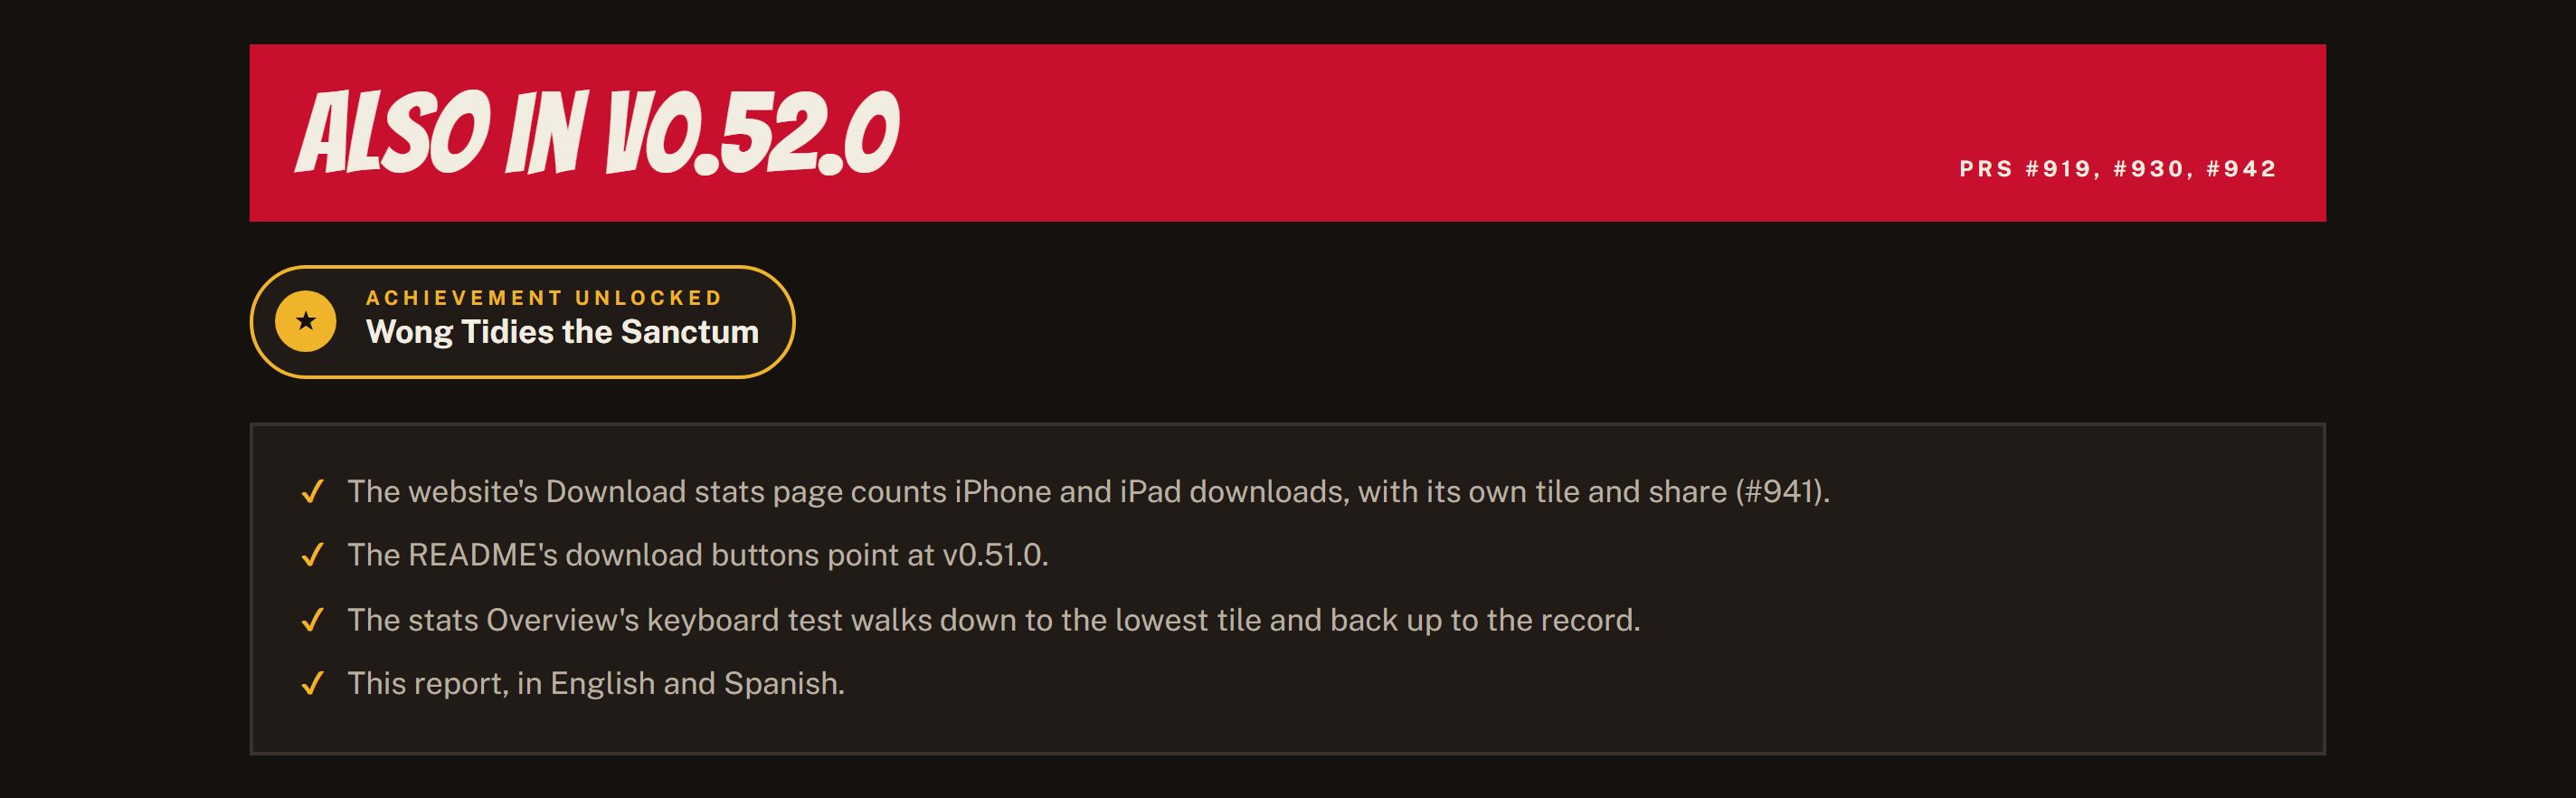 ALSO IN V0.52.0
PRS #919, #930, #942
ACHIEVEMENT UNLOCKED
Wong Tidies the Sanctum
The website's Download stats page counts iPhone and iPad downloads, with its own tile and share (#941).
The README's download buttons point at v0.51.0.
The stats Overview's keyboard test walks down to the lowest tile and back up to the record.
This report, in English and Spanish.